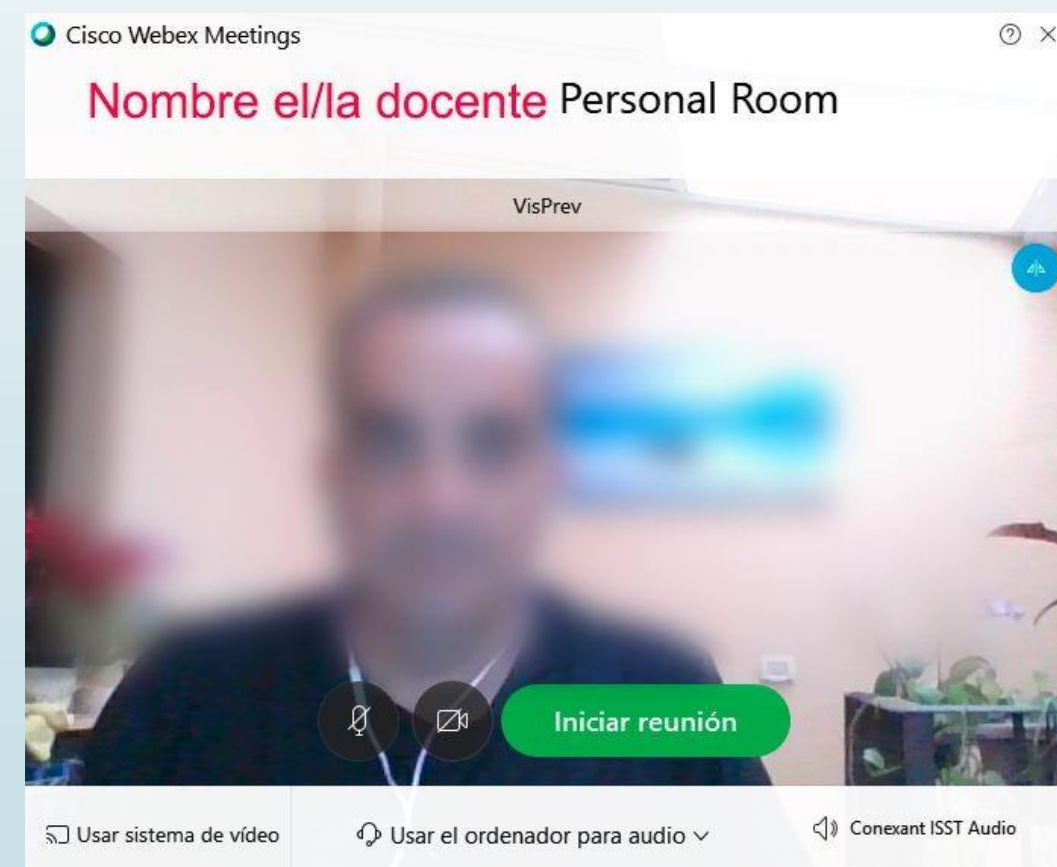 Cisco Webex Meetings
Nombre el/la docente Personal Room
VisPrev
Iniciar reunión
Usar sistema de vídeo
Usar el ordenador para audio
Conexant ISST Audio